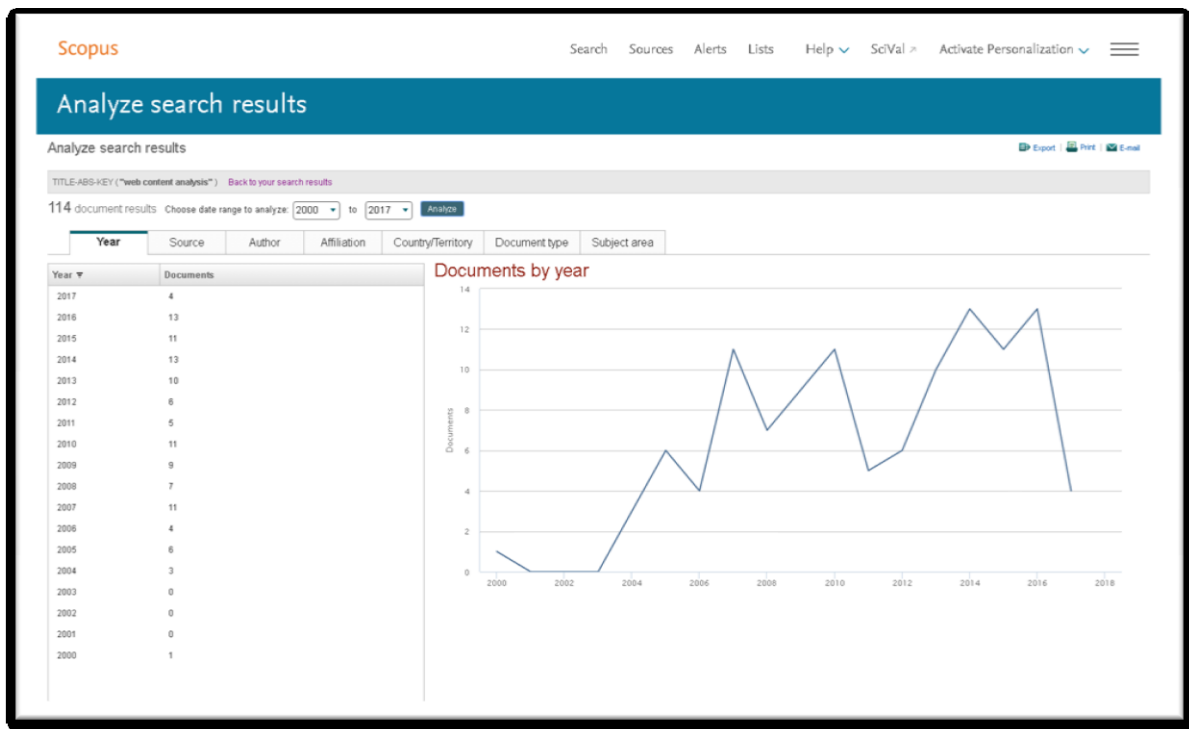 Scopus
Search Sources Alerts Lists Help SciVal Activate Personalization
Analyze search results
Analyze search results
Export | Print | E-mail
TITLE-ABS-KEY ( "web content analysis" ) Back to your search results
114 document results Choose date range to analyze: 2000 to 2017 Analyze
Year Source Author Affiliation Country/Territory Document type Subject area
Year Documents
2017 4
2016 13
2015 11
2014 13
2013 10
2012 6
2011 5
2010 11
2009 9
2008 7
2007 11
2006 4
2005 6
2004 3
2003 0
2002 0
2001 0
2000 1
Documents by year
Documents
14
12
10
8
6
4
2
0
2000 2002 2004 2006 2008 2010 2012 2014 2016 2018